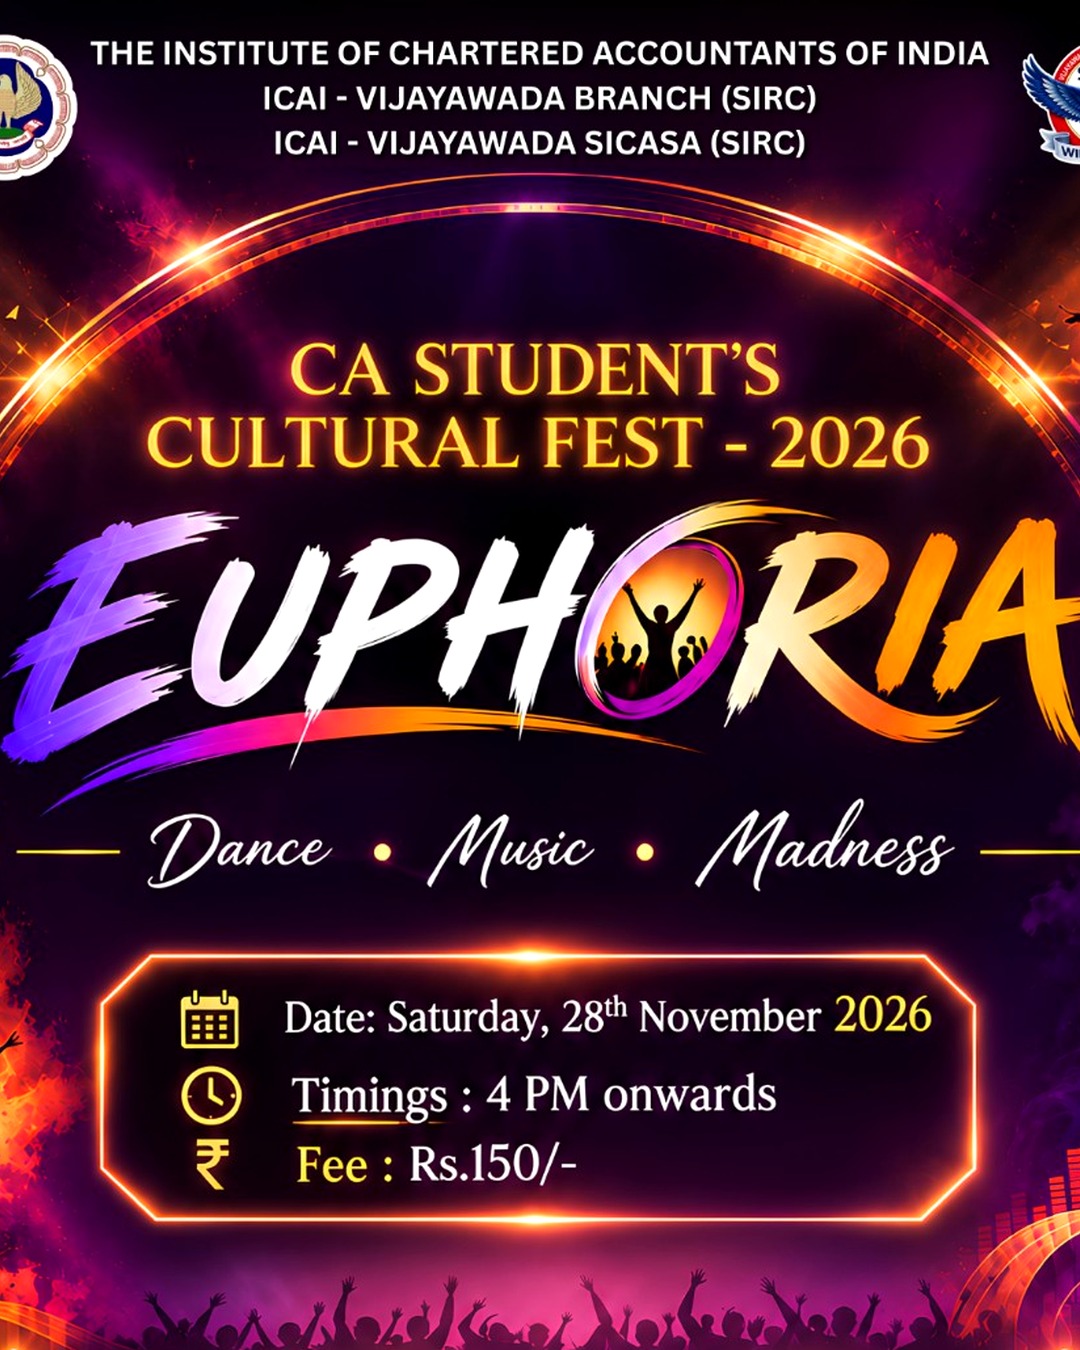 THE INSTITUTE OF CHARTERED ACCOUNTANTS OF INDIA
ICAI - VIJAYAWADA BRANCH (SIRC)
ICAI - VIJAYAWADA SICASA (SIRC)
CA STUDENT'S
CULTURAL FEST - 2026
EUPHORIA
Dance • Music • Madness
Date: Saturday, 28th November 2026
Timings : 4 PM onwards
₹ Fee : Rs.150/-